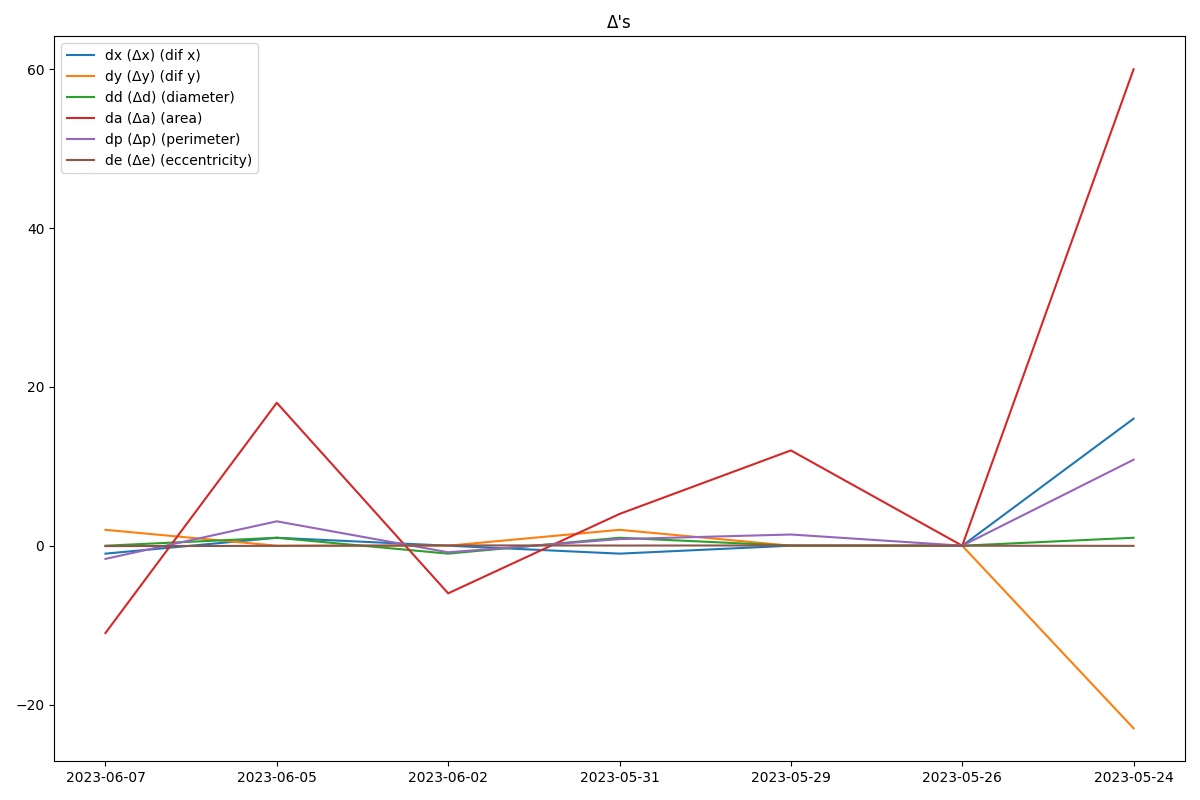 Δ's
dx (Δx) (dif x)
dy (Δy) (dif y)
dd (Δd) (diameter)
da (Δa) (area)
dp (Δp) (perimeter)
de (Δe) (eccentricity)
60
40
20
0
−20
2023-06-07 2023-06-05 2023-06-02 2023-05-31 2023-05-29 2023-05-26 2023-05-24